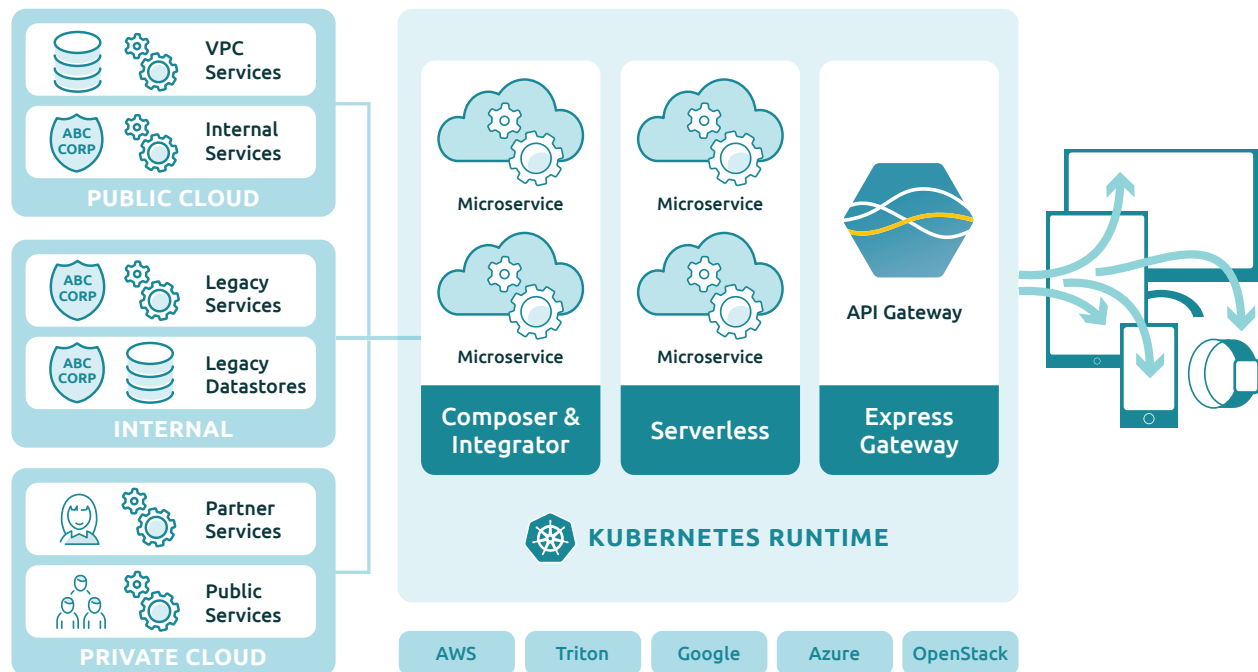 VPC
Services
ABC
CORP
Internal
Services
PUBLIC CLOUD
ABC
CORP
Legacy
Services
ABC
CORP
Legacy
Datastores
INTERNAL
Partner
Services
Public
Services
PRIVATE CLOUD
Microservice
Microservice
Composer &
Integrator
Microservice
Microservice
Serverless
API Gateway
Express
Gateway
KUBERNETES RUNTIME
AWS
Triton
Google
Azure
OpenStack